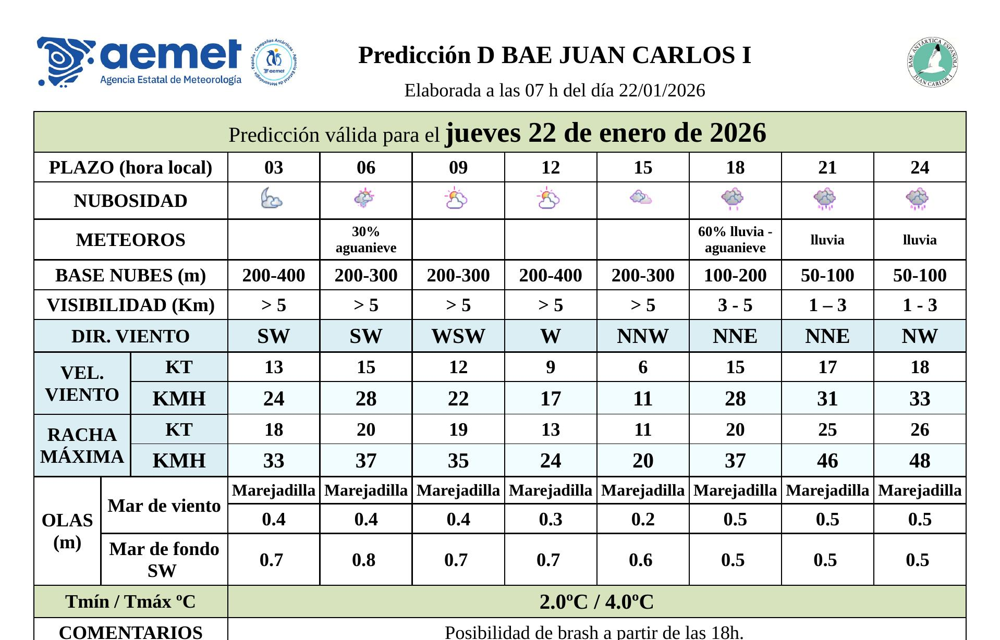 aemet
Agencia Estatal de Meteorología
Campañas Antárticas · Agencia Estatal de Meteorología · España ·
aemet
Predicción D BAE JUAN CARLOS I
Elaborada a las 07 h del día 22/01/2026
BASE ANTÁRTICA ESPAÑOLA
JUAN CARLOS I
Predicción válida para el jueves 22 de enero de 2026
PLAZO (hora local) 03 06 09 12 15 18 21 24
NUBOSIDAD
METEOROS 30% aguanieve 60% lluvia - aguanieve lluvia lluvia
BASE NUBES (m) 200-400 200-300 200-300 200-400 200-300 100-200 50-100 50-100
VISIBILIDAD (Km) > 5 > 5 > 5 > 5 > 5 3 - 5 1 – 3 1 - 3
DIR. VIENTO SW SW WSW W NNW NNE NNE NW
VEL. VIENTO KT 13 15 12 9 6 15 17 18
KMH 24 28 22 17 11 28 31 33
RACHA MÁXIMA KT 18 20 19 13 11 20 25 26
KMH 33 37 35 24 20 37 46 48
OLAS (m) Mar de viento Marejadilla Marejadilla Marejadilla Marejadilla Marejadilla Marejadilla Marejadilla Marejadilla
0.4 0.4 0.4 0.3 0.2 0.5 0.5 0.5
Mar de fondo SW 0.7 0.8 0.7 0.7 0.6 0.5 0.5 0.5
Tmín / Tmáx ºC 2.0ºC / 4.0ºC
COMENTARIOS Posibilidad de brash a partir de las 18h.